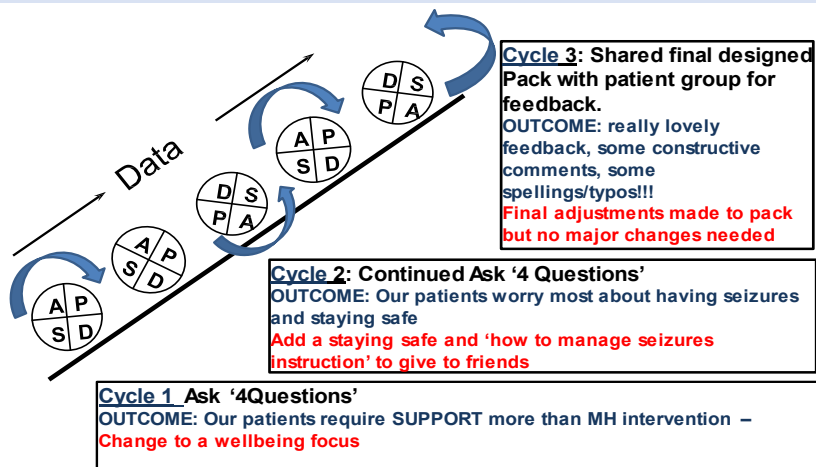 Cycle 3: Shared final designed
Pack with patient group for
feedback.
OUTCOME: really lovely
feedback, some constructive
comments, some
spellings/typos!!!
Final adjustments made to pack
but no major changes needed
D S
P A
A P
S D
Data
D S
P A
A P
S D
A P
S D
Cycle 2: Continued Ask ‘4 Questions’
OUTCOME: Our patients worry most about having seizures
and staying safe
Add a staying safe and ‘how to manage seizures
instruction’ to give to friends
Cycle 1 Ask ‘4Questions’
OUTCOME: Our patients require SUPPORT more than MH intervention –
Change to a wellbeing focus